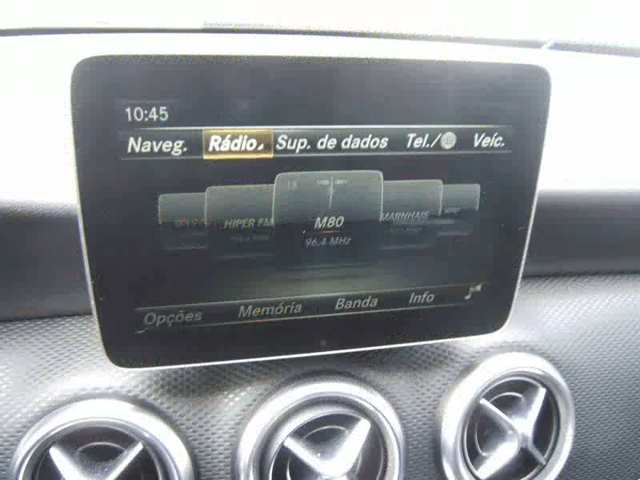 10:45
Naveg. Rádio Sup. de dados Tel./ Veíc.
HIPER FM M80 MARNHAIS
96.4 MHz
Opções Memória Banda Info